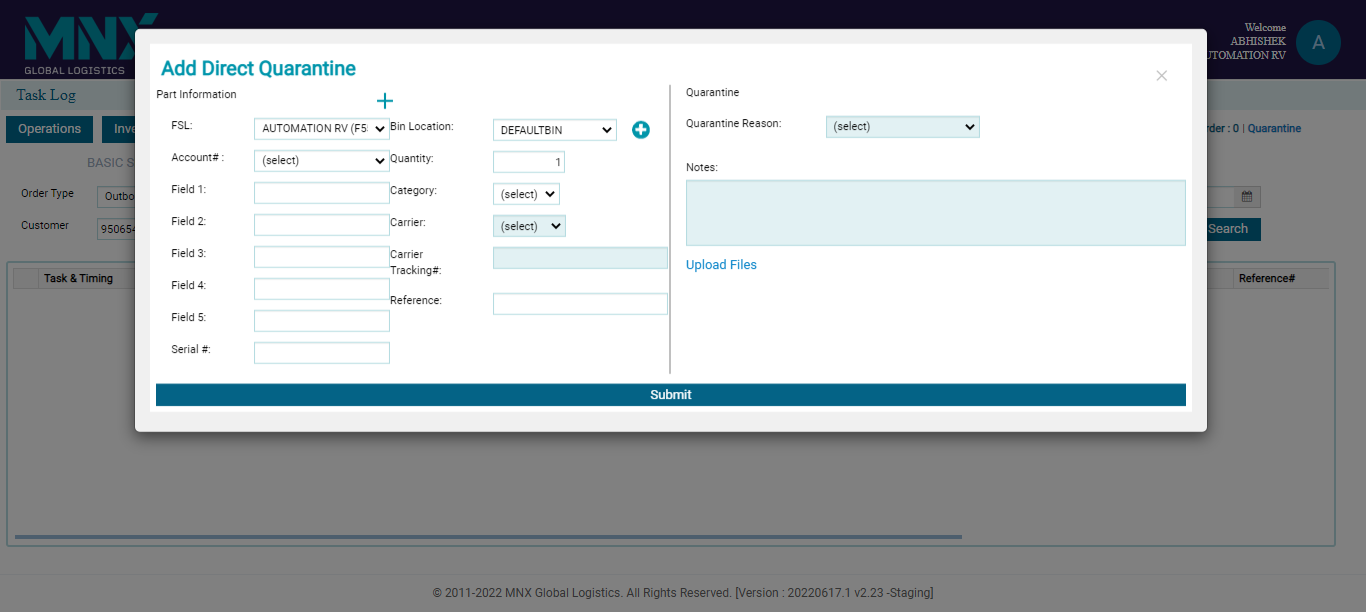 MNX
GLOBAL LOGISTICS
Welcome
ABHISHEK
UTOMATION RV
A
Task Log
Operations
Inve
rder : 0 | Quarantine
BASIC S
Order Type
Outbo
Customer
95065
Search
Task & Timing
Reference#
Add Direct Quarantine
×
Part Information
+
FSL:
AUTOMATION RV (F5
Account# :
(select)
Field 1:
Field 2:
Field 3:
Field 4:
Field 5:
Serial #:
Bin Location:
DEFAULTBIN
Quantity:
1
Category:
(select)
Carrier:
(select)
Carrier
Tracking#:
Reference:
Quarantine
Quarantine Reason:
(select)
Notes:
Upload Files
Submit
© 2011-2022 MNX Global Logistics. All Rights Reserved. [Version : 20220617.1 v2.23 -Staging]